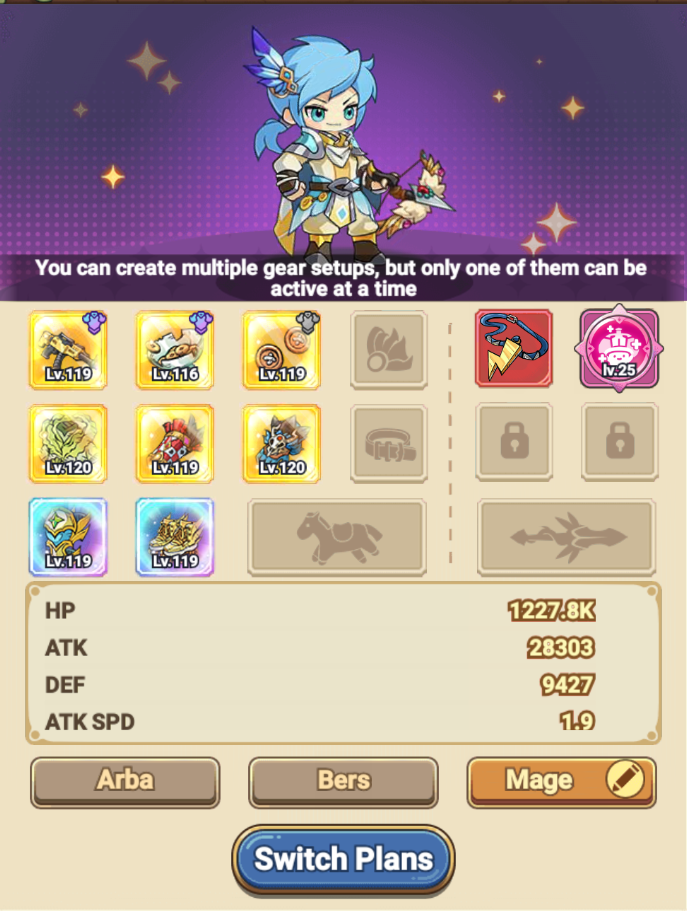 You can create multiple gear setups, but only one of them can be
active at a time
Lv.119
Lv.116
Lv.119
lv.25
Lv.120
Lv.119
Lv.120
Lv.119
Lv.119
HP 1227.8K
ATK 28303
DEF 9427
ATK SPD 1.9
Arba
Bers
Mage
Switch Plans